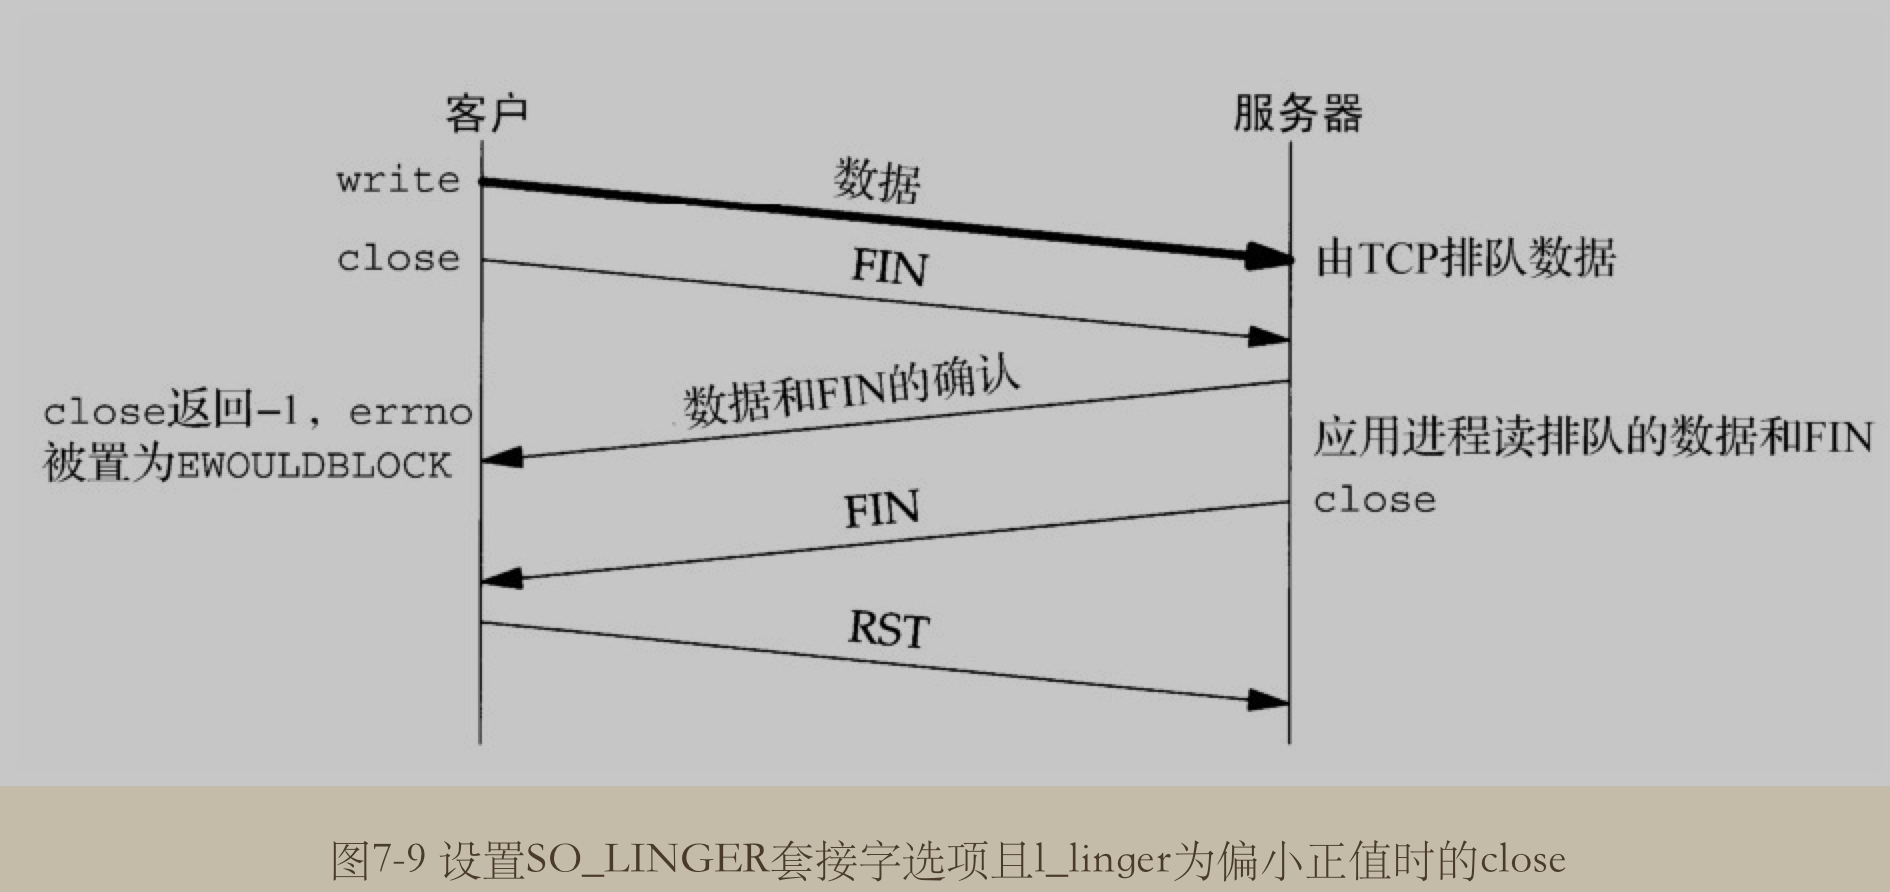 客户
服务器
write
数据
close
FIN
由TCP排队数据
数据和FIN的确认
close返回-1，errno
被置为EWOULDBLOCK
应用进程读排队的数据和FIN
close
FIN
RST
图7-9 设置SO_LINGER套接字选项且l_linger为偏小正值时的close